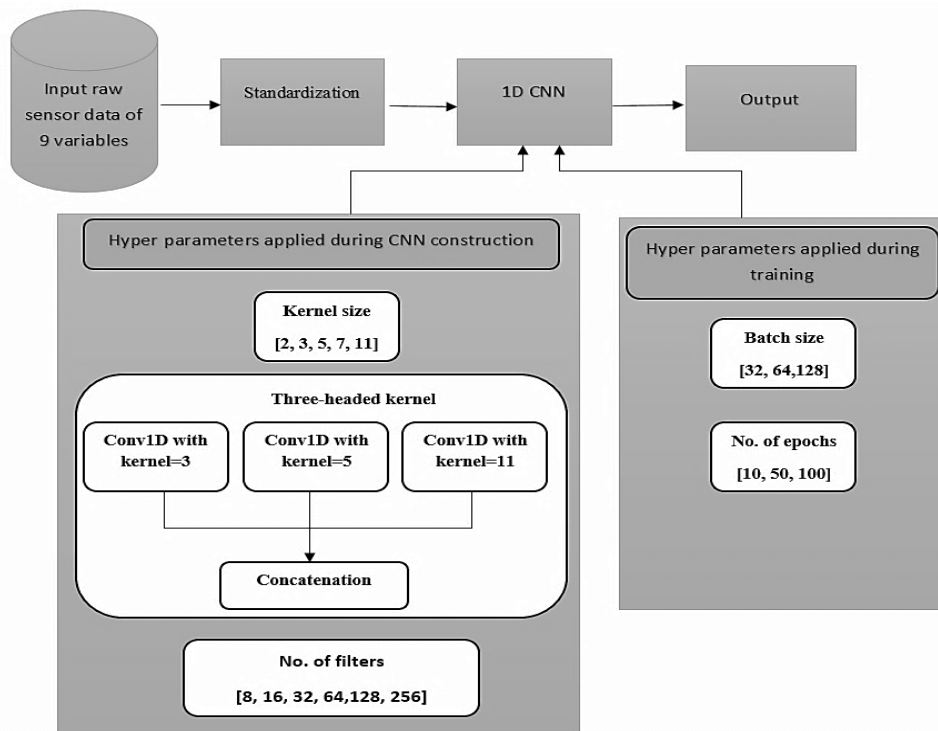 Input raw
sensor data of
9 variables
Standardization
1D CNN
Output
Hyper parameters applied during CNN construction
Kernel size
[2, 3, 5, 7, 11]
Three-headed kernel
Conv1D with
kernel=3
Conv1D with
kernel=5
Conv1D with
kernel=11
Concatenation
No. of filters
[8, 16, 32, 64,128, 256]
Hyper parameters applied during
training
Batch size
[32, 64,128]
No. of epochs
[10, 50, 100]